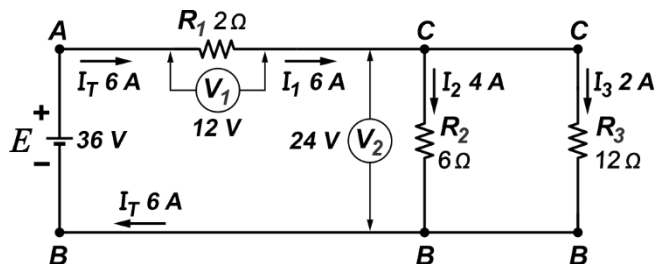 R1 2Ω
A
C
C
IT 6 A
V1
I1 6 A
I2 4 A
I3 2 A
12 V
+
E
36 V
−
24 V
V2
R2
6Ω
R3
12Ω
IT 6 A
B
B
B